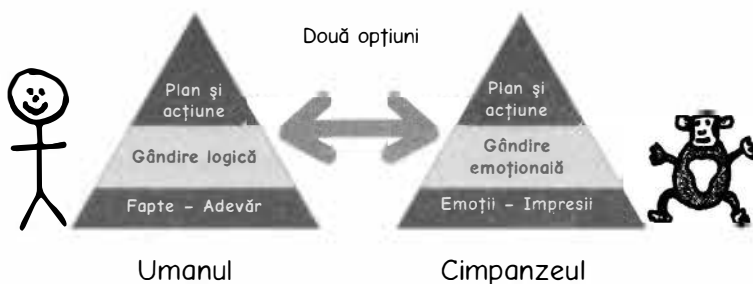 Două opțiuni
Plan și
acțiune
Gândire logică
Fapte - Adevăr
Plan și
acțiune
Gândire
emoțională
Emoții - Impresii
Umanul
Cimpanzeul